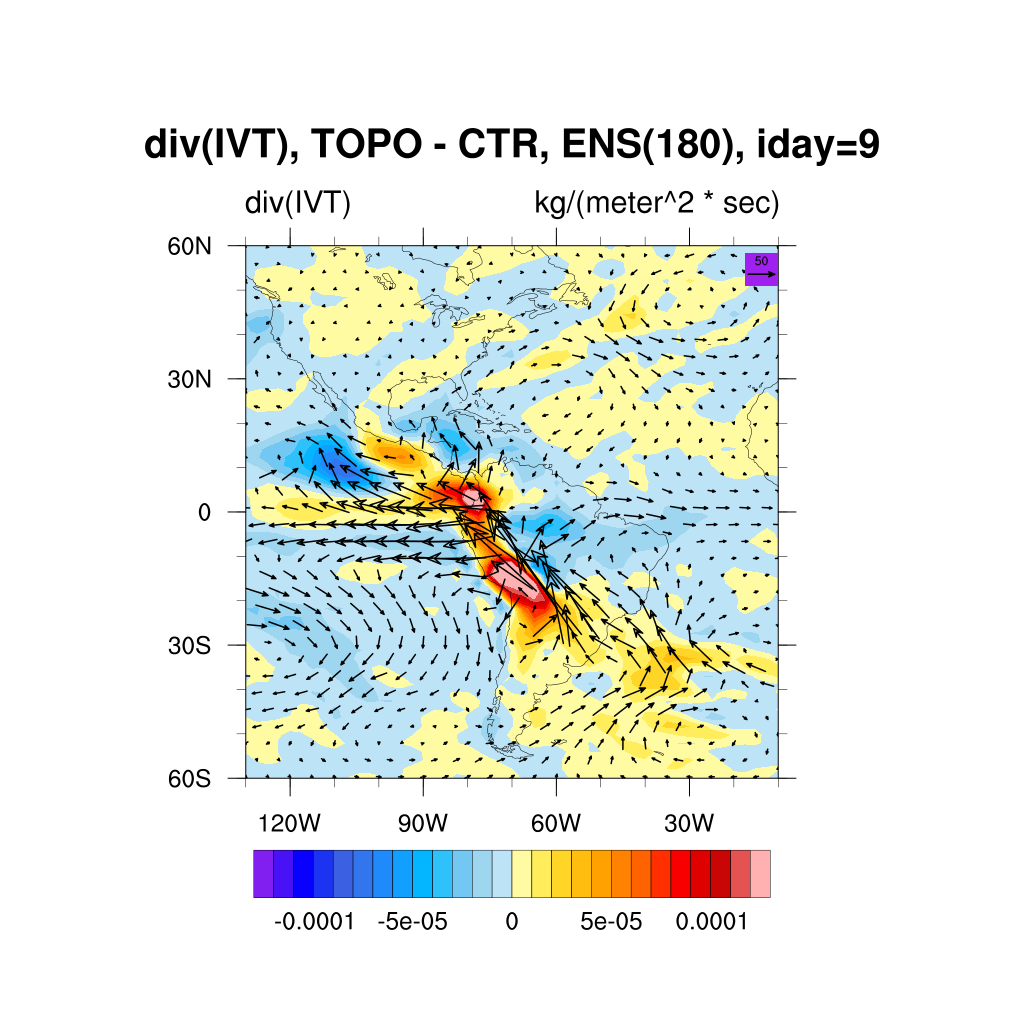 div(IVT), TOPO - CTR, ENS(180), iday=9
div(IVT) kg/(meter^2 * sec)
60N
50
30N
0
30S
60S
120W 90W 60W 30W
-0.0001 -5e-05 0 5e-05 0.0001